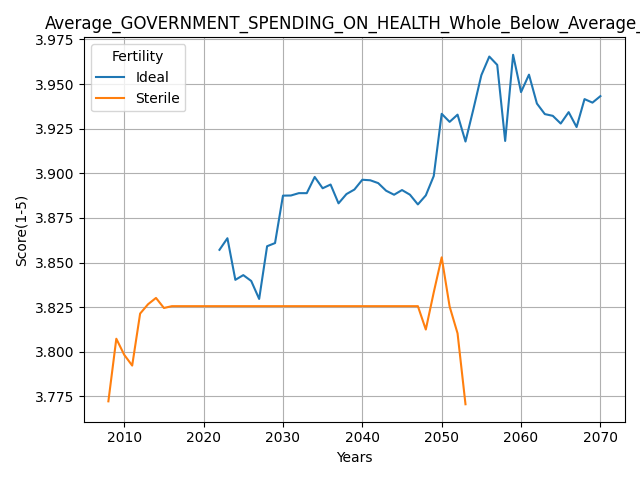 Average_GOVERNMENT_SPENDING_ON_HEALTH_Whole_Below_Average_
3.975
3.950
3.925
3.900
3.875
3.850
3.825
3.800
3.775
Score(1-5)
Fertility
Ideal
Sterile
2010 2020 2030 2040 2050 2060 2070
Years